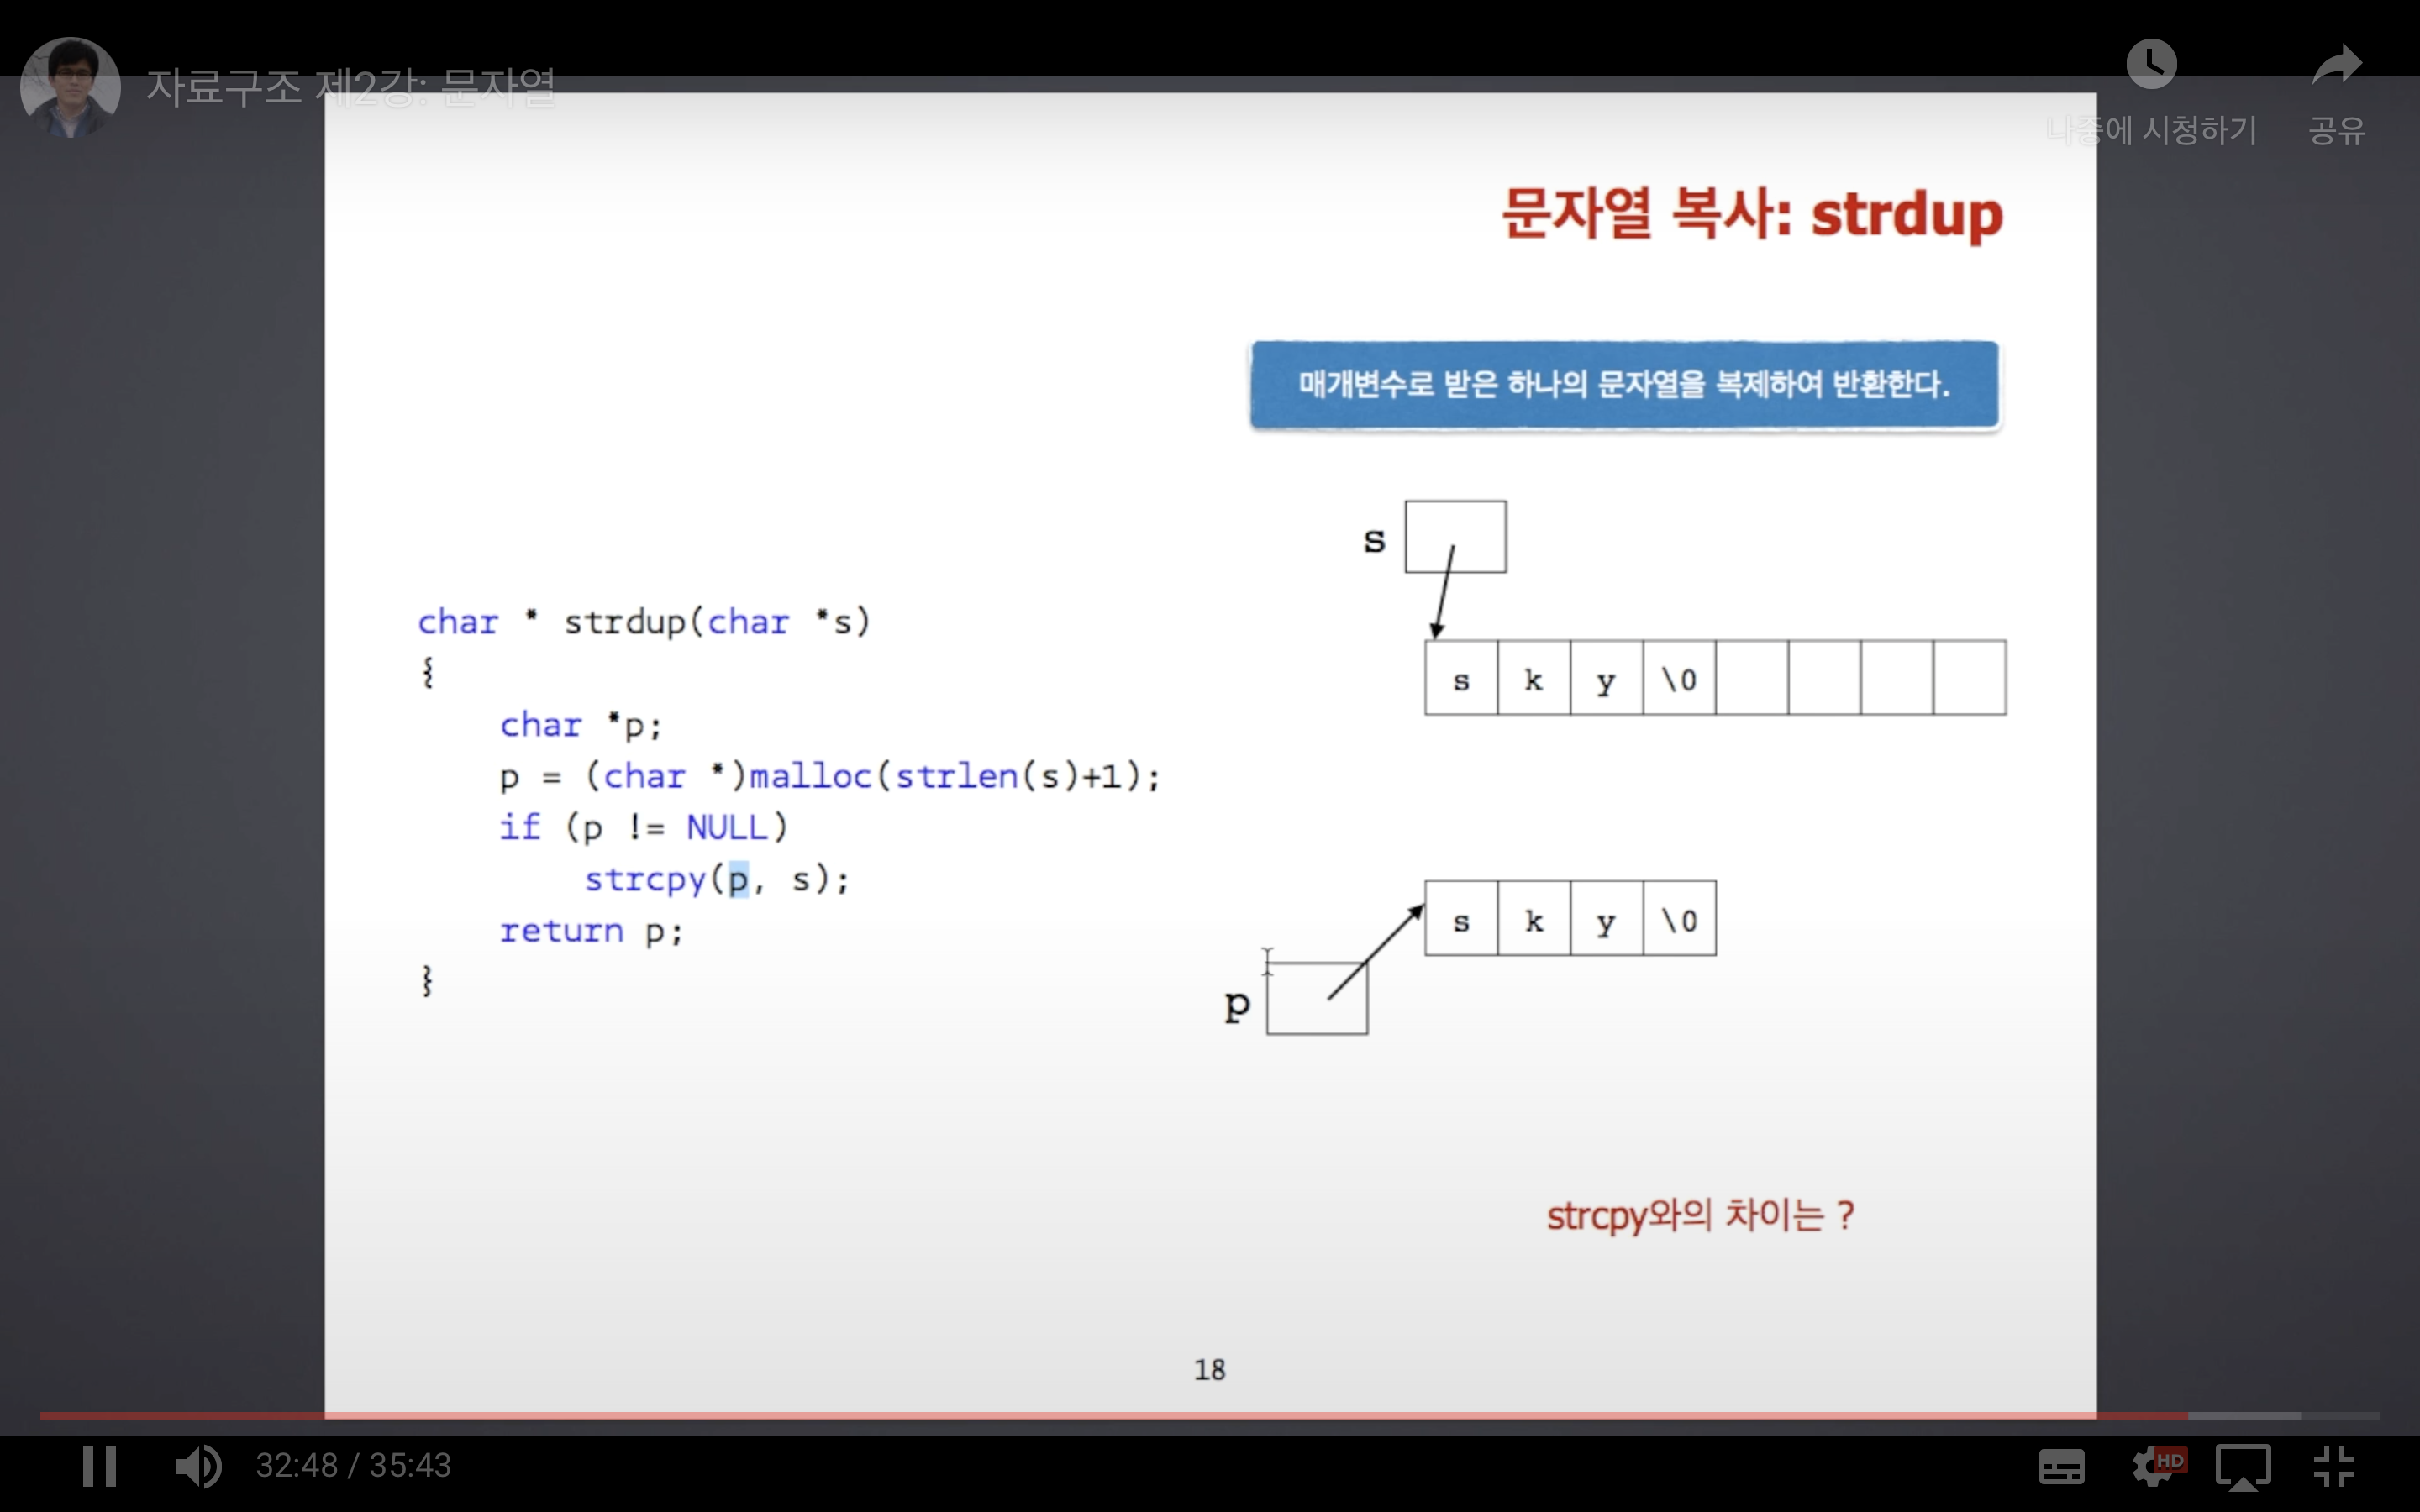 자료구조 제2강: 문자열
나중에 시청하기
공유
문자열 복사: strdup
매개변수로 받은 하나의 문자열을 복제하여 반환한다.
char * strdup(char *s)
{
char *p;
p = (char *)malloc(strlen(s)+1);
if (p != NULL)
strcpy(p, s);
return p;
}
s
s k y \0
s k y \0
p
strcpy와의 차이는 ?
18
32:48 / 35:43
HD